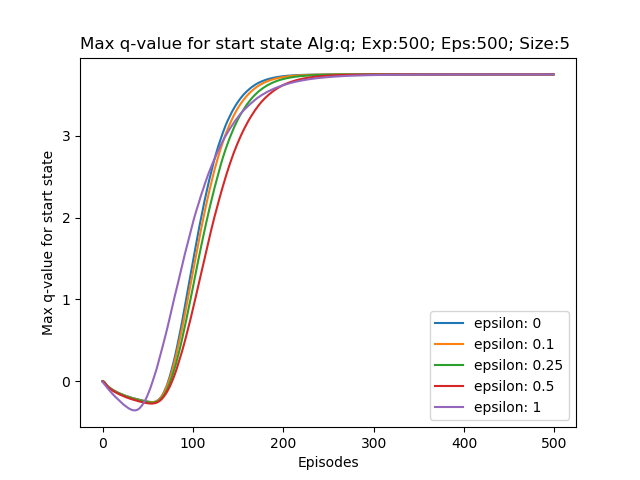 Max q-value for start state Alg:q; Exp:500; Eps:500; Size:5
3
2
1
0
Max q-value for start state
0
100
200
300
400
500
Episodes
epsilon: 0
epsilon: 0.1
epsilon: 0.25
epsilon: 0.5
epsilon: 1